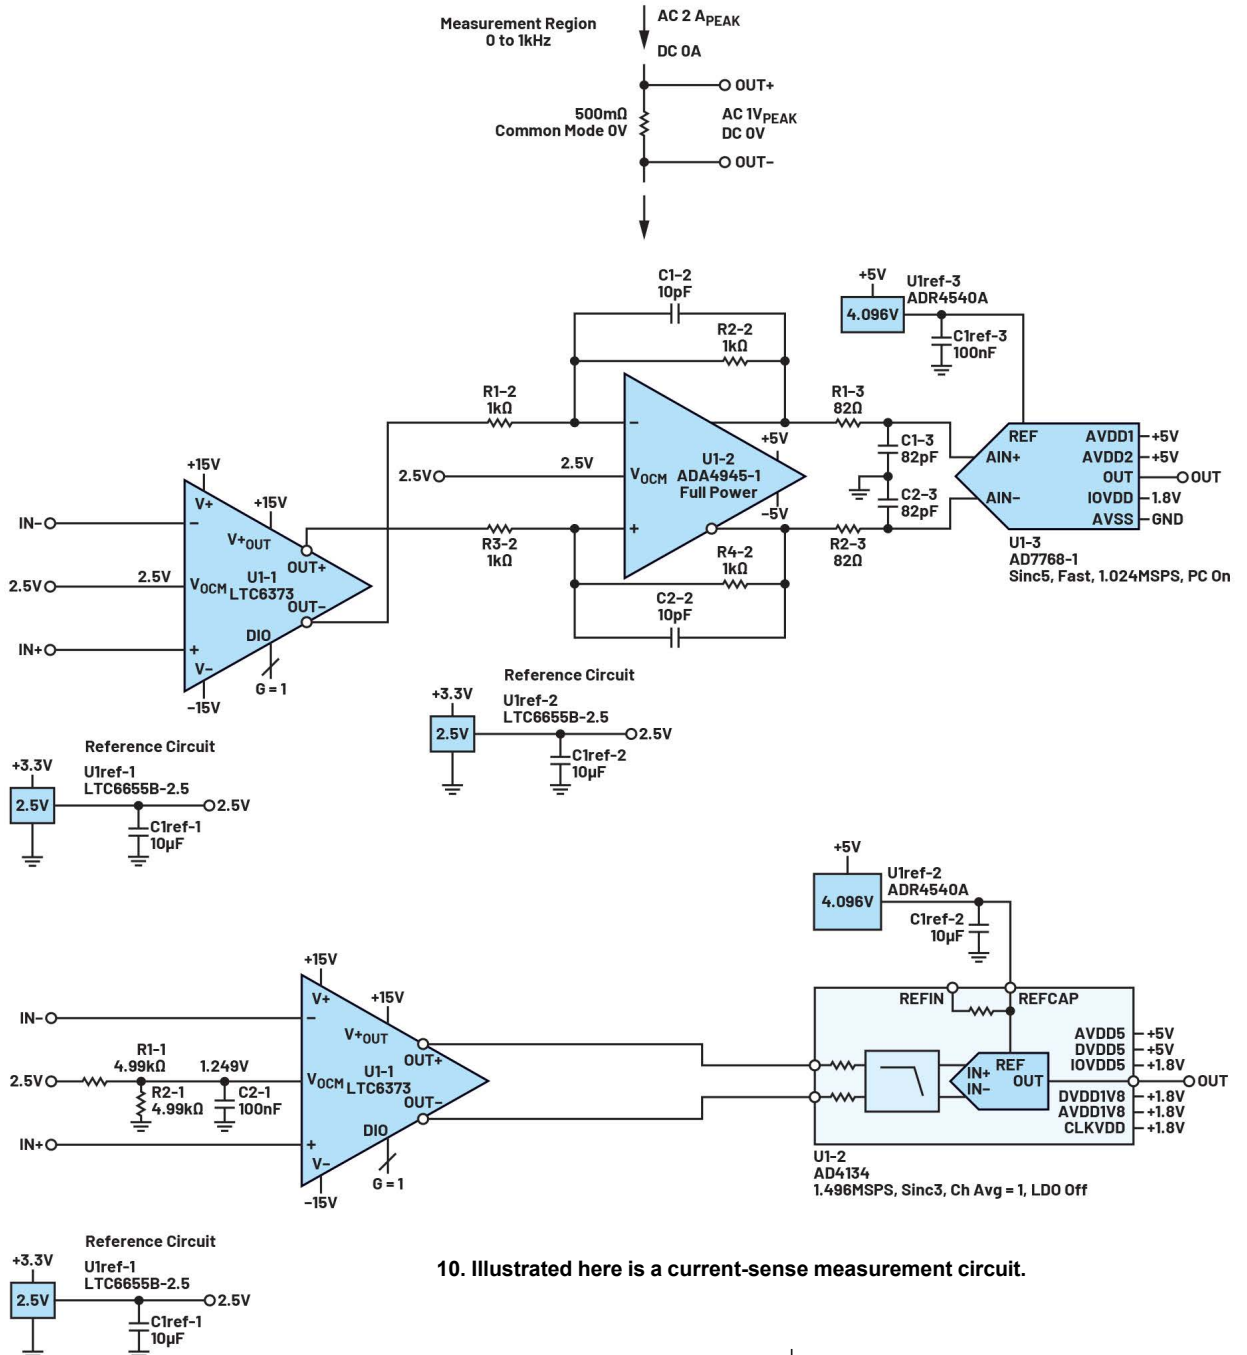 Measurement Region
0 to 1kHz
AC 2 APEAK
DC 0A
OUT+
500mΩ
Common Mode 0V
AC 1VPEAK
DC 0V
OUT−
C1-2
10pF
R2-2
1kΩ
+5V
4.096V
U1ref-3
ADR4540A
C1ref-3
100nF
R1-2
1kΩ
R1-3
82Ω
−
+5V
C1-3
82pF
REF
AIN+
AVDD1
+5V
AVDD2
+5V
OUT
OUT
IOVDD
1.8V
AVSS
GND
AIN−
U1-3
AD7768-1
Sinc5, Fast, 1.024MSPS, PC On
2.5V
2.5V
VOCM
U1-2
ADA4945-1
Full Power
−5V
C2-3
82pF
+
R3-2
1kΩ
R4-2
1kΩ
R2-3
82Ω
C2-2
10pF
+15V
V+
+15V
IN−
−
V+OUT
OUT+
2.5V
2.5V
VOCM
U1-1
LTC6373
OUT−
DIO
IN+
+
V−
−15V
G = 1
Reference Circuit
+3.3V
U1ref-2
LTC6655B-2.5
2.5V
2.5V
C1ref-2
10µF
Reference Circuit
+3.3V
U1ref-1
LTC6655B-2.5
2.5V
2.5V
C1ref-1
10µF
+5V
4.096V
U1ref-2
ADR4540A
C1ref-2
10µF
+15V
V+
+15V
IN−
−
V+OUT
OUT+
R1-1
4.99kΩ
1.249V
2.5V
R2-1
4.99kΩ
C2-1
100nF
VOCM
U1-1
LTC6373
OUT−
DIO
IN+
+
V−
−15V
G = 1
REFIN
REFCAP
REF
IN+
IN−
OUT
AVDD5
+5V
DVDD5
+5V
IOVDD5
+1.8V
OUT
DVDD1V8
+1.8V
AVDD1V8
+1.8V
CLKVDD
+1.8V
U1-2
AD4134
1.496MSPS, Sinc3, Ch Avg = 1, LDO Off
Reference Circuit
+3.3V
U1ref-1
LTC6655B-2.5
2.5V
2.5V
C1ref-1
10µF
10. Illustrated here is a current-sense measurement circuit.